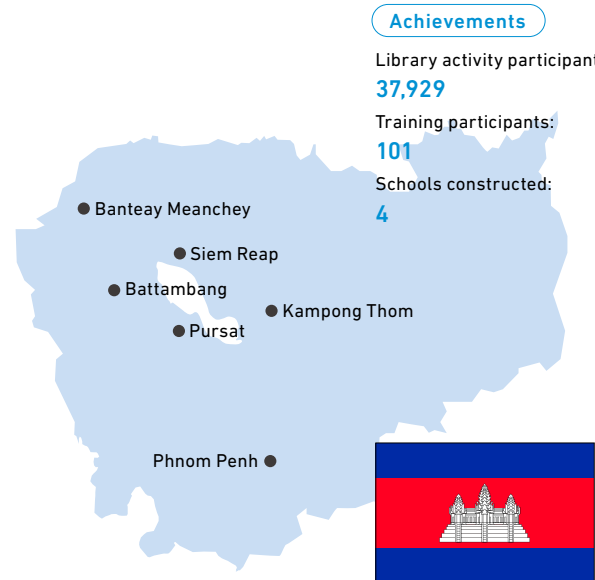 Achievements
Library activity participant
37,929
Training participants:
101
Schools constructed:
4
Banteay Meanchey
Siem Reap
Battambang
Kampong Thom
Pursat
Phnom Penh